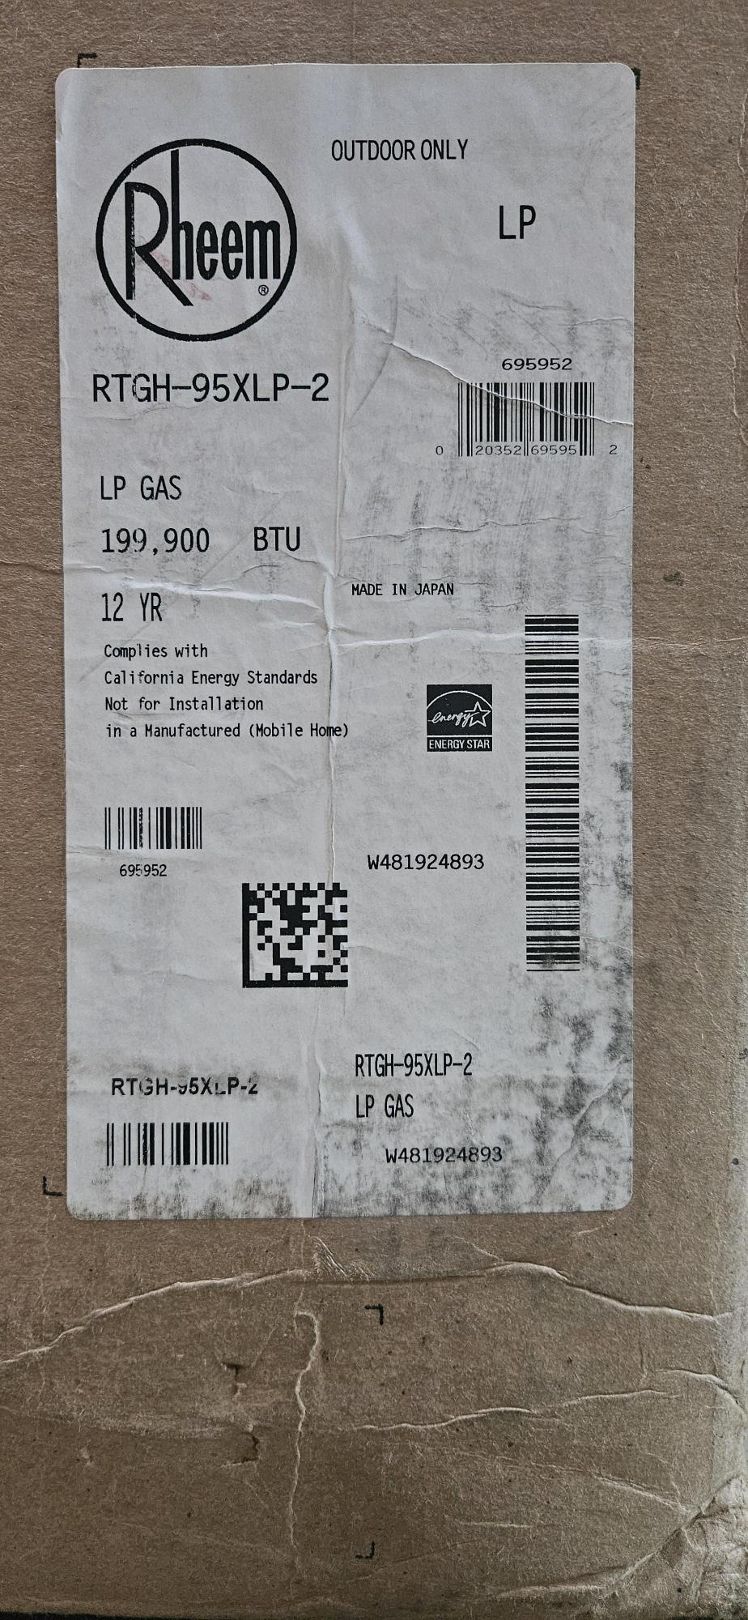 Rheem®
OUTDOOR ONLY
LP
RTGH-95XLP-2
695952
0 20352 69595 2
LP GAS
199,900 BTU
12 YR
MADE IN JAPAN
Complies with
California Energy Standards
Not for Installation
in a Manufactured (Mobile Home)
energy
ENERGY STAR
695952
W481924893
RTGH-95XLP-2
RTGH-95XLP-2
LP GAS
W481924893